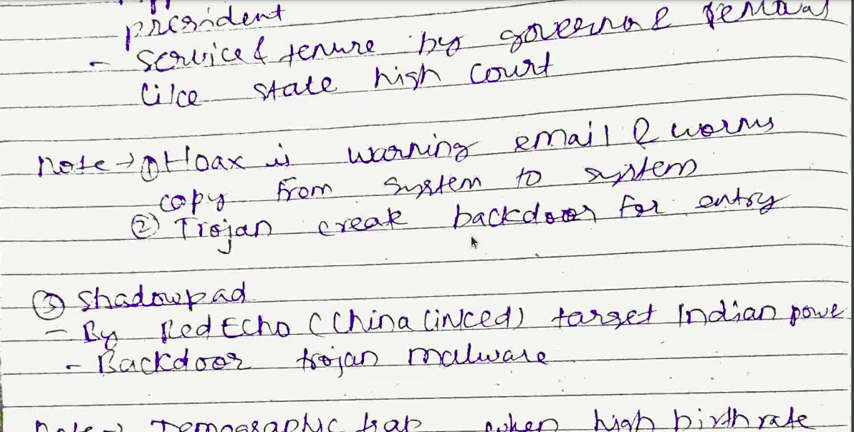 president
- Service & tenure by governor & removal
like state high court
Note → ① Hoax is warning email & worms
copy from system to system
② Trojan creak backdoor for entry
③ Shadowpad
- By RedEcho (China linked) target Indian powe
- Backdoor trojan malware
Note → Demographic trap when high birth rate